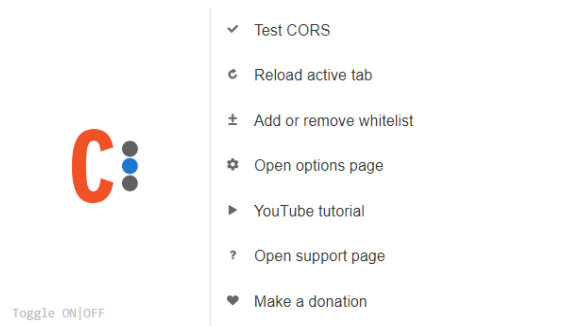 Test CORS
Reload active tab
Add or remove whitelist
Open options page
YouTube tutorial
Open support page
Make a donation
C
Toggle ON|OFF